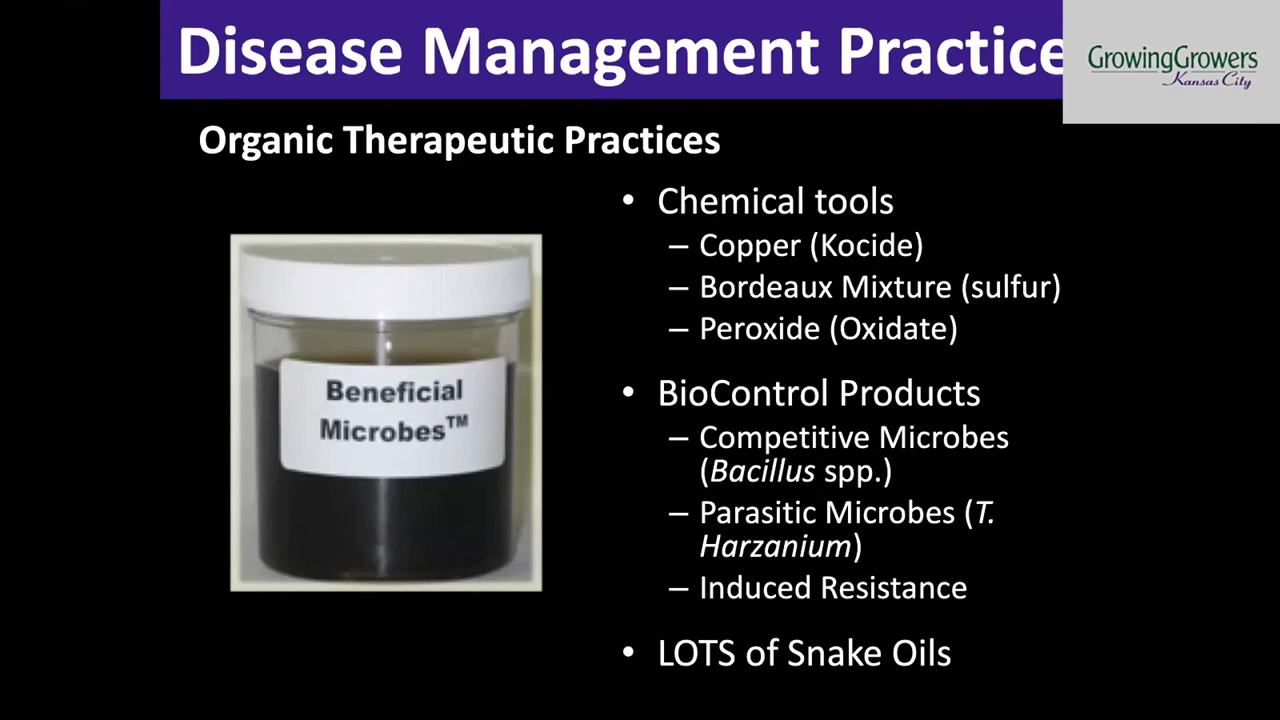 Disease Management Practice
GrowingGrowers
Kansas City
Organic Therapeutic Practices
• Chemical tools
– Copper (Kocide)
– Bordeaux Mixture (sulfur)
– Peroxide (Oxidate)
Beneficial
Microbes™
• BioControl Products
– Competitive Microbes
(Bacillus spp.)
– Parasitic Microbes (T.
Harzanium)
– Induced Resistance
• LOTS of Snake Oils